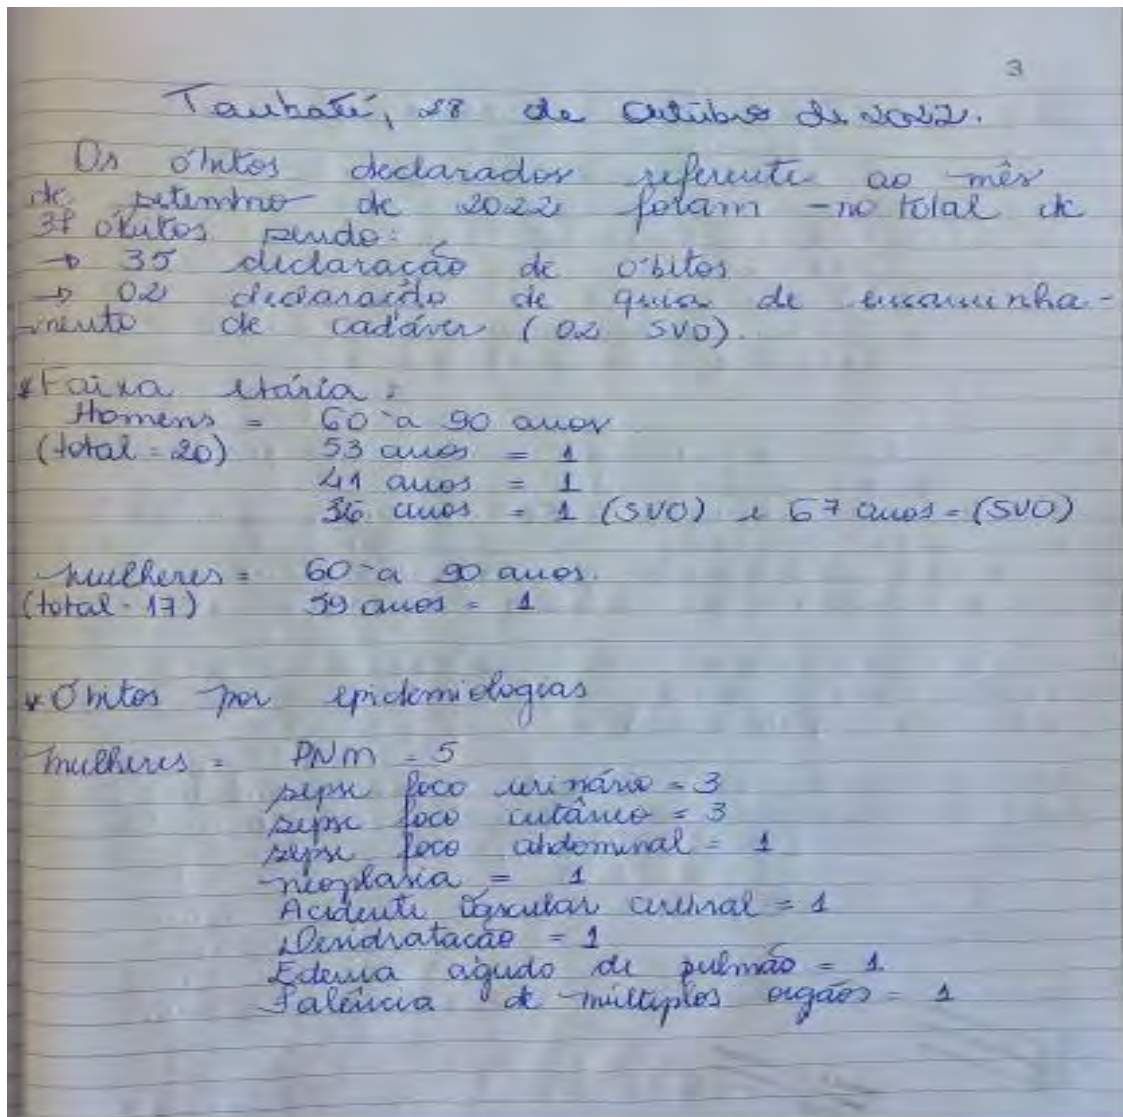 3
Taubaté, 28 de Outubro de 2022.
Os óbitos declarados referente ao mês
de setembro de 2022 foram no total de
37 óbitos sendo:
→ 35 declaração de óbitos
→ 02 declaração de guia de encaminha-
mento de cadáver (02 SVO).
*Faixa etária:
Homens = 60 a 90 anos
(total = 20) 53 anos = 1
41 anos = 1
36 anos = 1 (SVO) e 67 anos = (SVO)
mulheres = 60 a 90 anos.
(total - 17) 59 anos = 1
*Óbitos por epidemiologias
mulheres = PNM = 5
sepse foco urinário = 3
sepse foco cutâneo = 3
sepse foco abdominal = 1
neoplasia = 1
Acidente Vascular cerebral = 1
Desidratação = 1
Edema agudo de pulmão = 1
Falência de múltiplos orgãos = 1